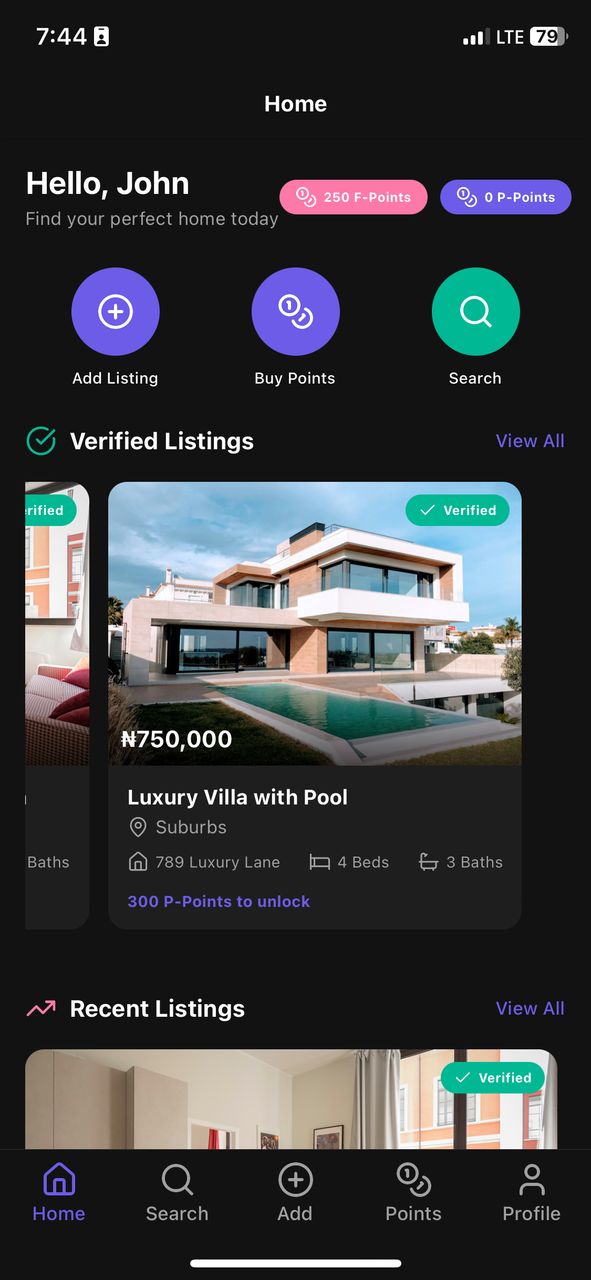 7:44
LTE 79
Home
Hello, John
Find your perfect home today
250 F-Points
0 P-Points
Add Listing
Buy Points
Search
Verified Listings
View All
rified
Verified
₦750,000
Luxury Villa with Pool
Suburbs
Baths
789 Luxury Lane
4 Beds
3 Baths
300 P-Points to unlock
Recent Listings
View All
Verified
Home
Search
Add
Points
Profile